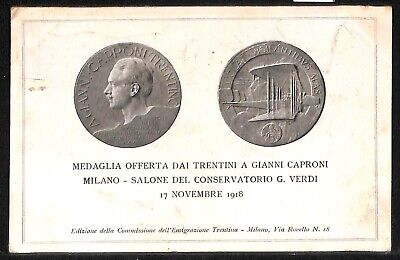 A GIANNI CAPRONI TRENTINO
MEDAGLIA OFFERTA DAI TRENTINI A GIANNI CAPRONI
MILANO - SALONE DEL CONSERVATORIO G. VERDI
17 NOVEMBRE 1918
Edizione della Commissione dell'Emigrazione Trentina - Milano, Via Rovello N. 18